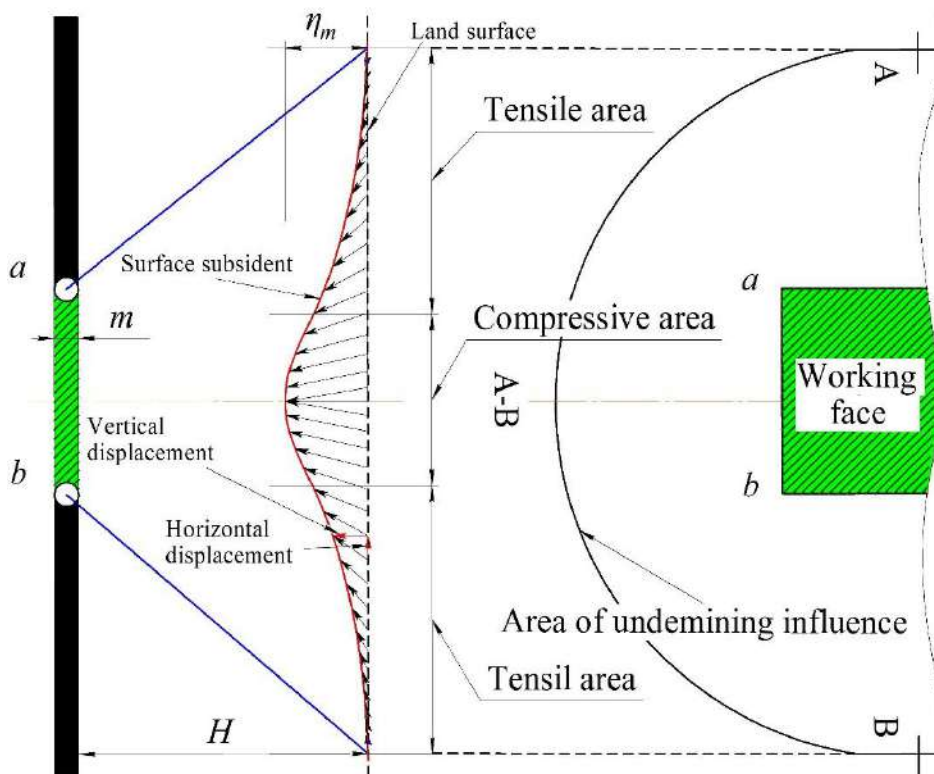 ηm
Land surface
A
Tensile area
a
Surface subsident
a
m
Compressive area
A-B
Working
face
Vertical
displacement
b
b
Horizontal
displacement
Area of undemining influence
Tensil area
H
B